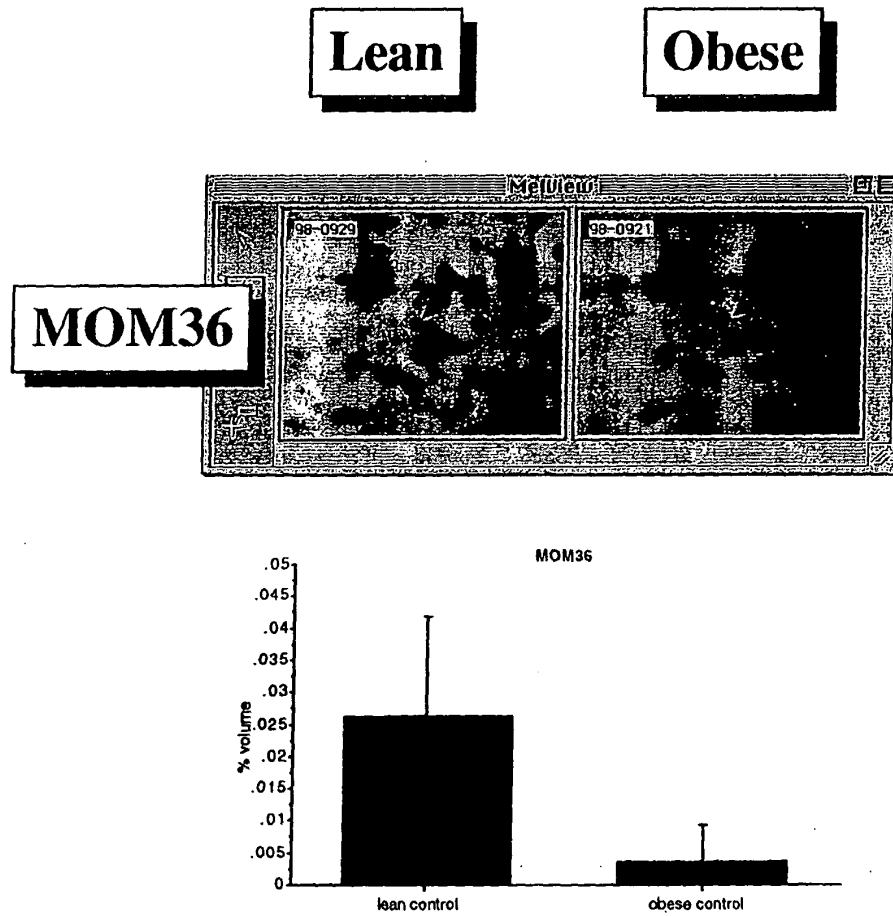 Lean
Obese
MelView
98-0929
98-0921
MOM36
MOM36
.05
.045
.04
.035
.03
.025
.02
.015
.01
.005
0
% volume
lean control
obese control